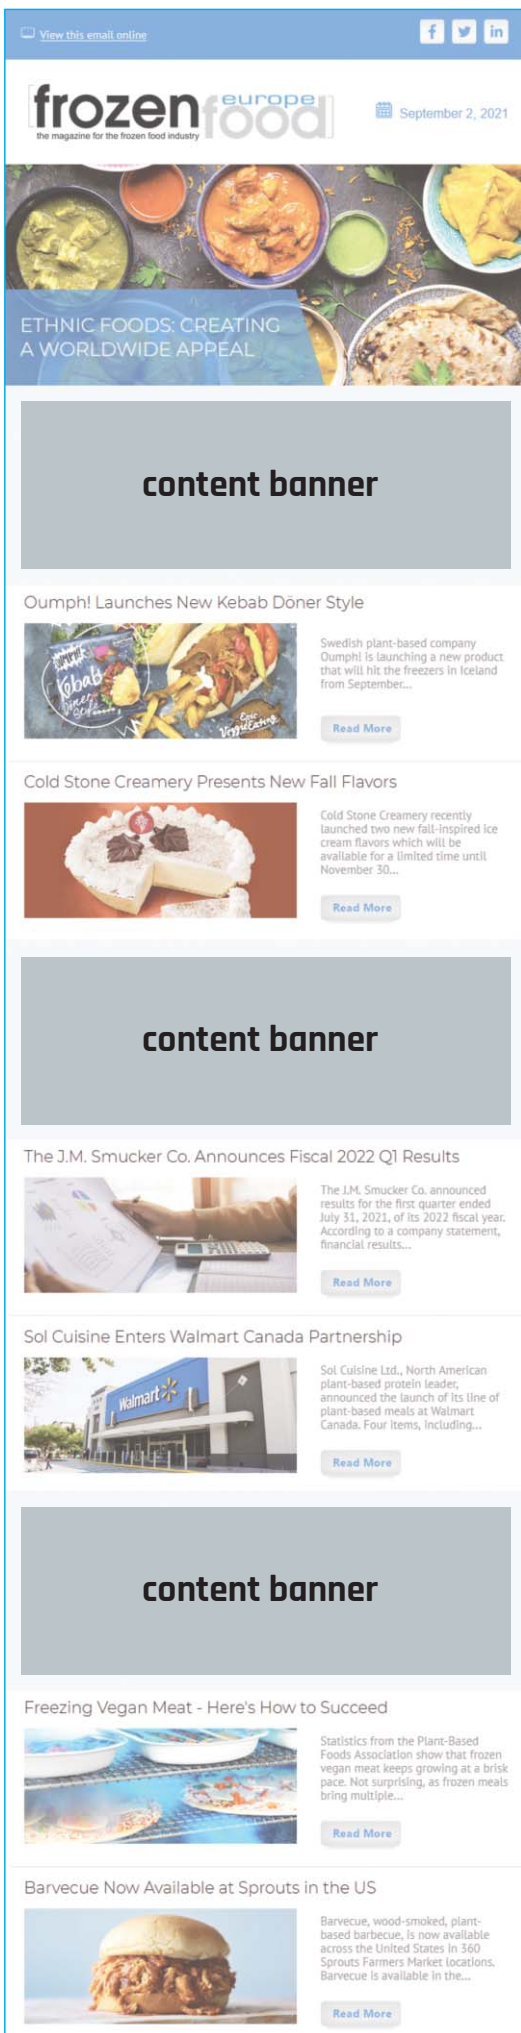 View this email online
frozen food europe
the magazine for the frozen food industry
September 2, 2021
ETHNIC FOODS: CREATING
A WORLDWIDE APPEAL
content banner
Oumph! Launches New Kebab Döner Style
OUMPH!
Kebab
Döner
Style
Epic
Veggie Eating
Swedish plant-based company
Oumph! is launching a new product
that will hit the freezers in Iceland
from September...
Read More
Cold Stone Creamery Presents New Fall Flavors
Cold Stone Creamery recently
launched two new fall-inspired ice
cream flavors which will be
available for a limited time until
November 30...
Read More
content banner
The J.M. Smucker Co. Announces Fiscal 2022 Q1 Results
The J.M. Smucker Co. announced
results for the first quarter ended
July 31, 2021, of its 2022 fiscal year.
According to a company statement,
financial results...
Read More
Sol Cuisine Enters Walmart Canada Partnership
Walmart
Sol Cuisine Ltd., North American
plant-based protein leader,
announced the launch of its line of
plant-based meals at Walmart
Canada. Four items, including...
Read More
content banner
Freezing Vegan Meat - Here's How to Succeed
Statistics from the Plant-Based
Foods Association show that frozen
vegan meat keeps growing at a brisk
pace. Not surprising, as frozen meals
bring multiple...
Read More
Barvecue Now Available at Sprouts in the US
Barvecue, wood-smoked, plant-
based barbecue, is now available
across the United States in 360
Sprouts Farmers Market locations.
Barvecue is available in the...
Read More